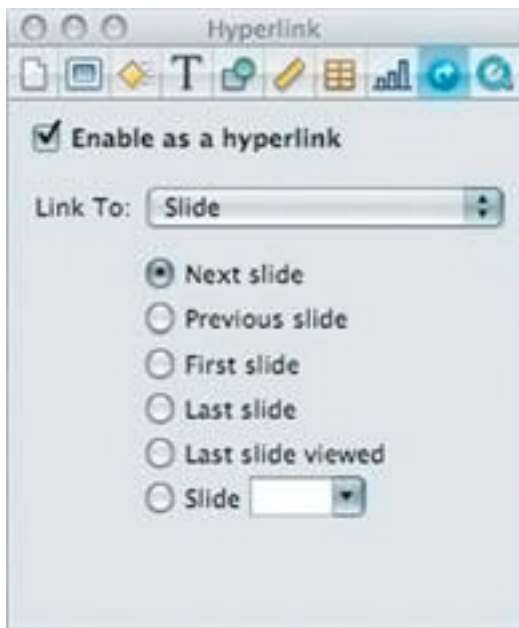 Hyperlink
T
Enable as a hyperlink
Link To: Slide
Next slide
Previous slide
First slide
Last slide
Last slide viewed
Slide